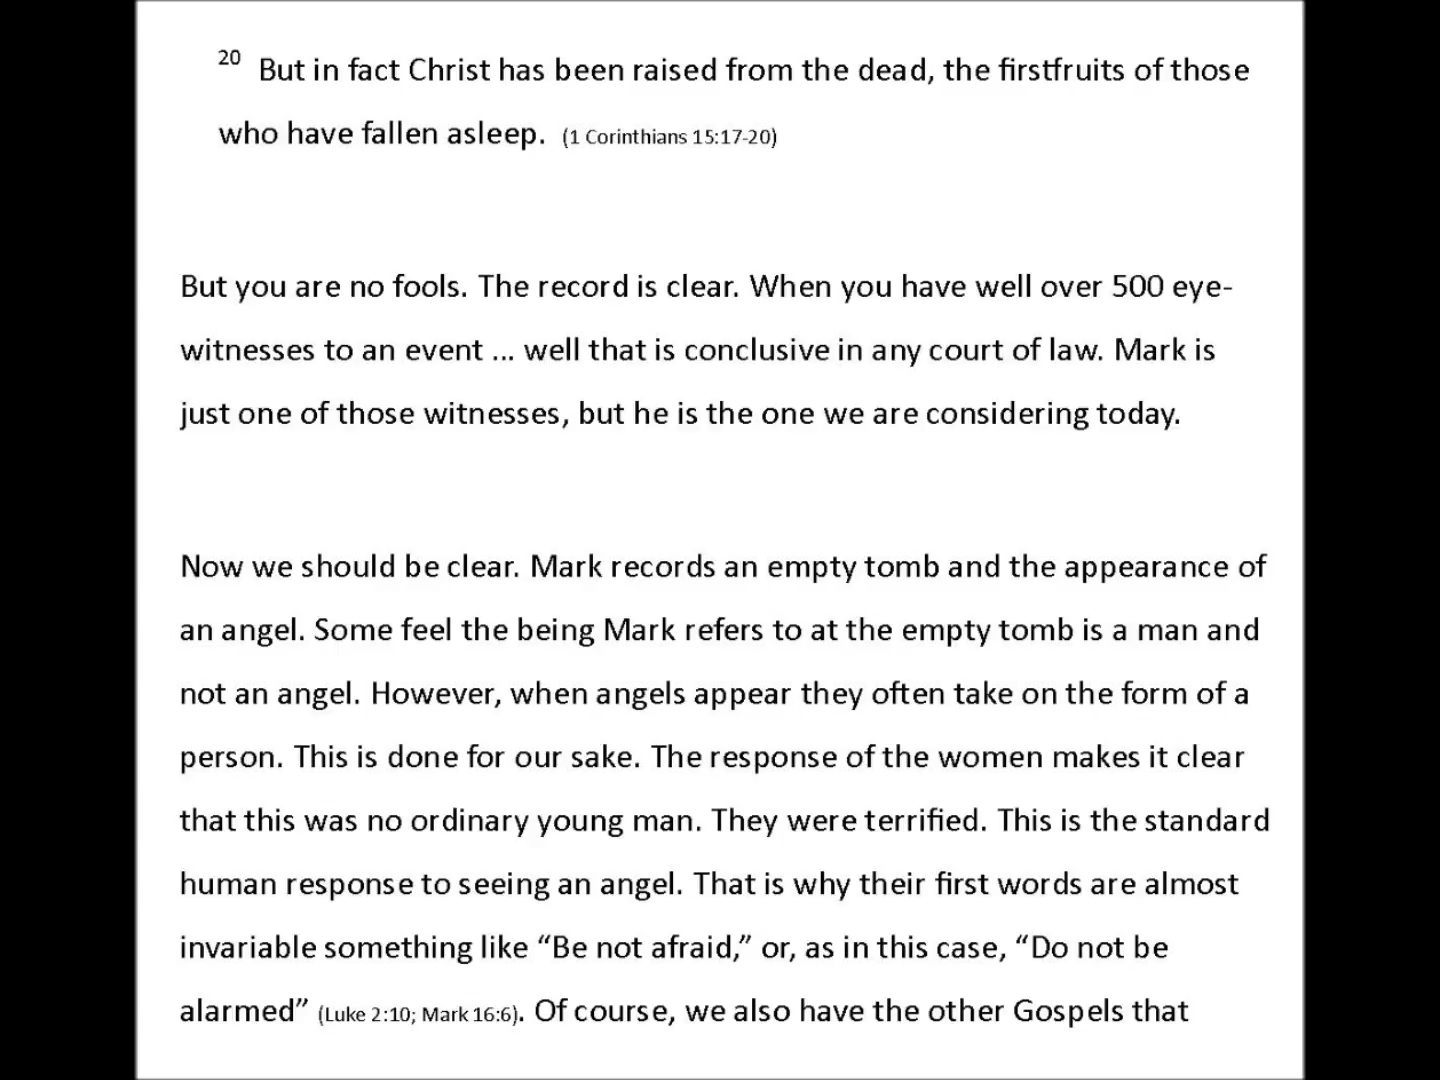 20 But in fact Christ has been raised from the dead, the firstfruits of those
who have fallen asleep. (1 Corinthians 15:17-20)
But you are no fools. The record is clear. When you have well over 500 eye-
witnesses to an event ... well that is conclusive in any court of law. Mark is
just one of those witnesses, but he is the one we are considering today.
Now we should be clear. Mark records an empty tomb and the appearance of
an angel. Some feel the being Mark refers to at the empty tomb is a man and
not an angel. However, when angels appear they often take on the form of a
person. This is done for our sake. The response of the women makes it clear
that this was no ordinary young man. They were terrified. This is the standard
human response to seeing an angel. That is why their first words are almost
invariable something like “Be not afraid,” or, as in this case, “Do not be
alarmed” (Luke 2:10; Mark 16:6). Of course, we also have the other Gospels that